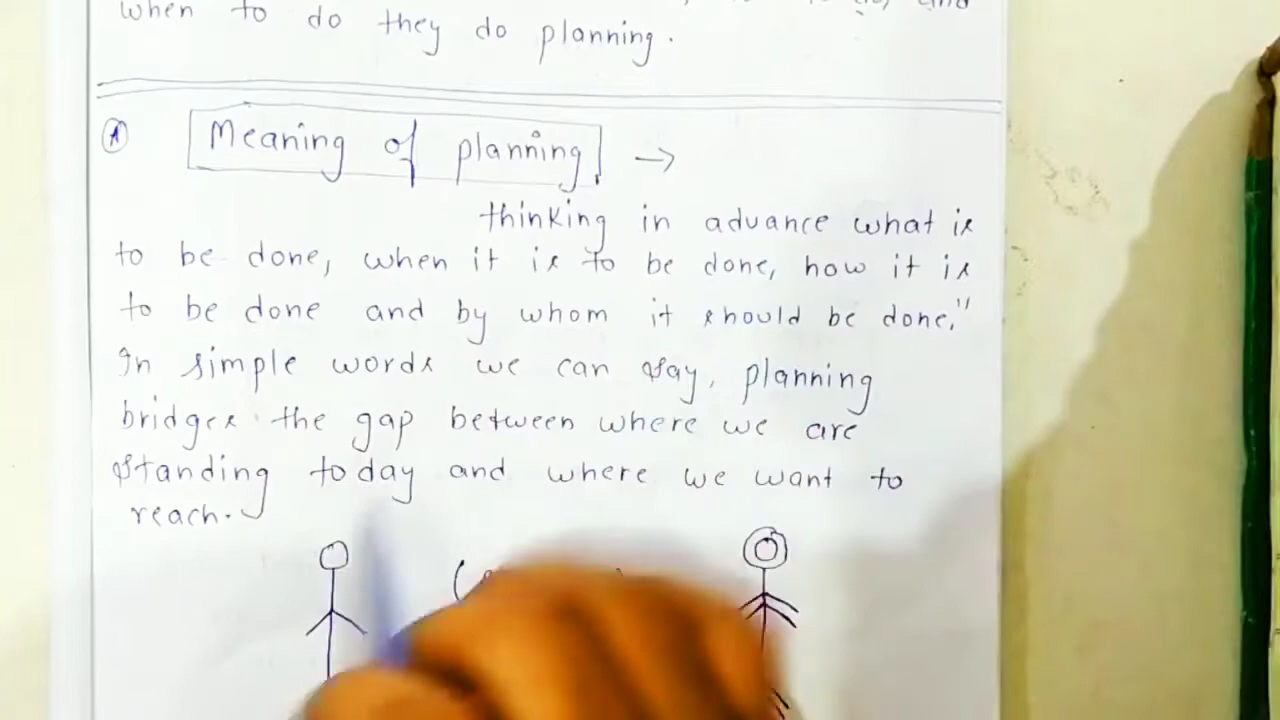 when to do they do planning.
A Meaning of planning →
thinking in advance what is
to be done, when it is to be done, how it is
to be done and by whom it should be done."
In simple words we can say, planning
bridges the gap between where we are
standing today and where we want to
reach.